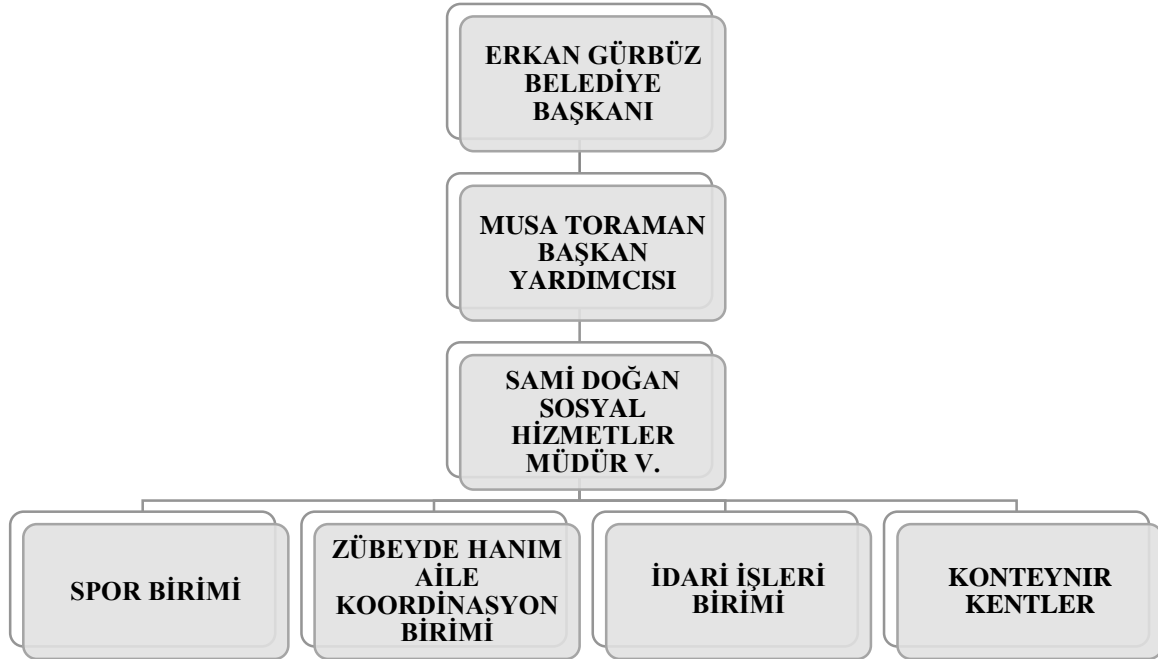 ERKAN GÜRBÜZ
BELEDİYE
BAŞKANI
MUSA TORAMAN
BAŞKAN
YARDIMCISI
SAMİ DOĞAN
SOSYAL
HİZMETLER
MÜDÜR V.
SPOR BİRİMİ
ZÜBEYDE HANIM
AİLE
KOORDİNASYON
BİRİMİ
İDARİ İŞLERİ
BİRİMİ
KONTEYNIR
KENTLER